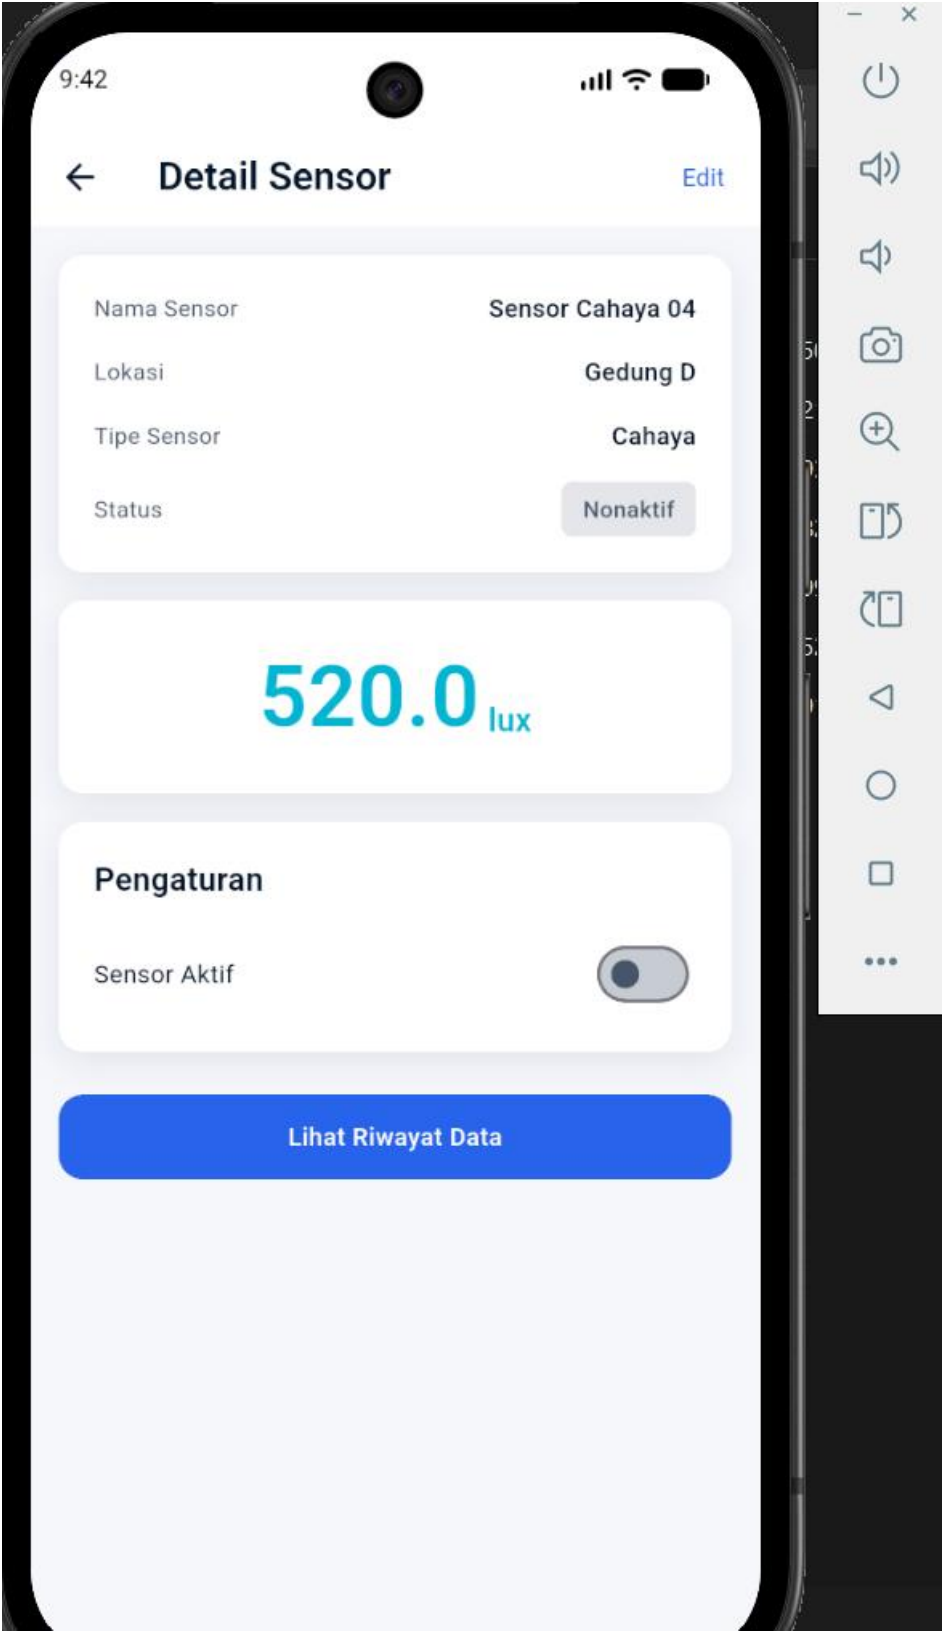 9:42
Detail Sensor
Edit
Nama Sensor Sensor Cahaya 04
Lokasi Gedung D
Tipe Sensor Cahaya
Status Nonaktif
520.0 lux
Pengaturan
Sensor Aktif
Lihat Riwayat Data